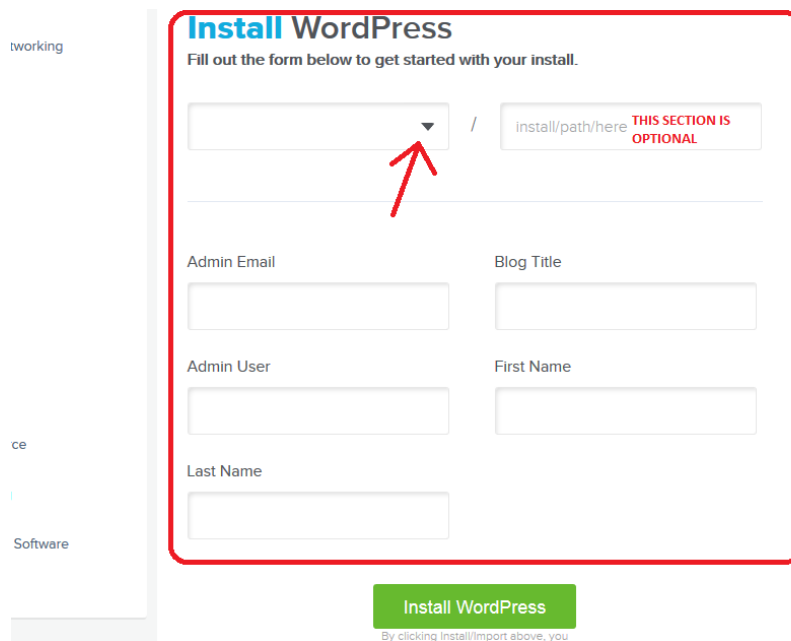 Install WordPress
tworking
Fill out the form below to get started with your install.
/ install/path/here THIS SECTION IS
OPTIONAL
Admin Email Blog Title
Admin User First Name
rce
Last Name
Software
Install WordPress
By clicking Install/Import above, you